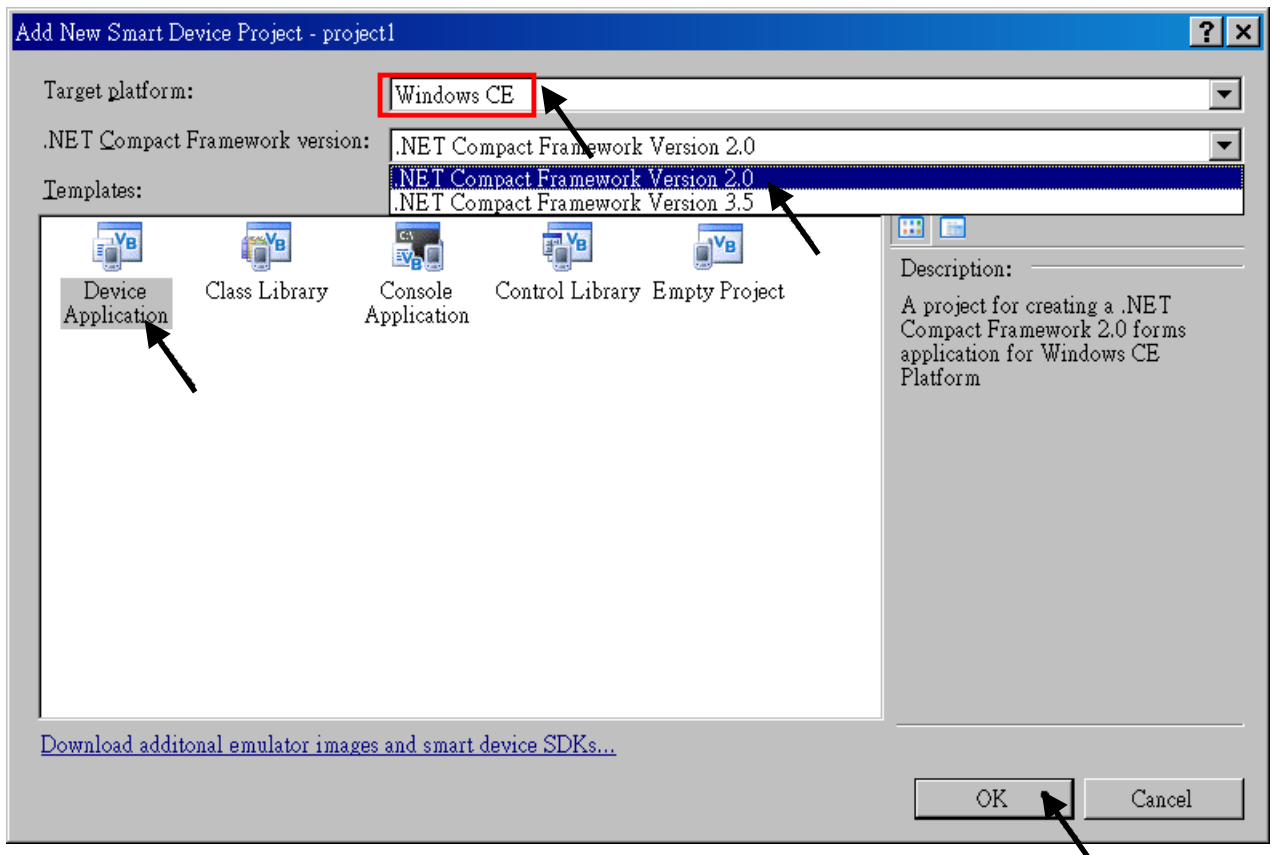 Add New Smart Device Project - project1
Target platform:
Windows CE
.NET Compact Framework version:
.NET Compact Framework Version 2.0
.NET Compact Framework Version 2.0
.NET Compact Framework Version 3.5
Templates:
Device
Application
Class Library
Console
Application
Control Library
Empty Project
Description:
A project for creating a .NET
Compact Framework 2.0 forms
application for Windows CE
Platform
Download additonal emulator images and smart device SDKs...
OK
Cancel